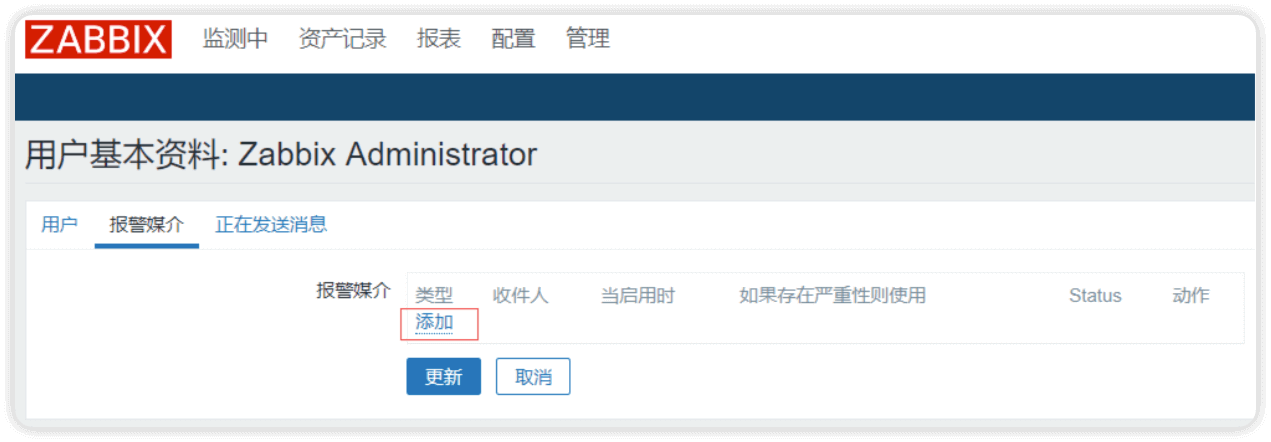 ZABBIX 监测中 资产记录 报表 配置 管理
用户基本资料: Zabbix Administrator
用户 报警媒介 正在发送消息
报警媒介 类型 收件人 当启用时 如果存在严重性则使用 Status 动作
添加
更新 取消